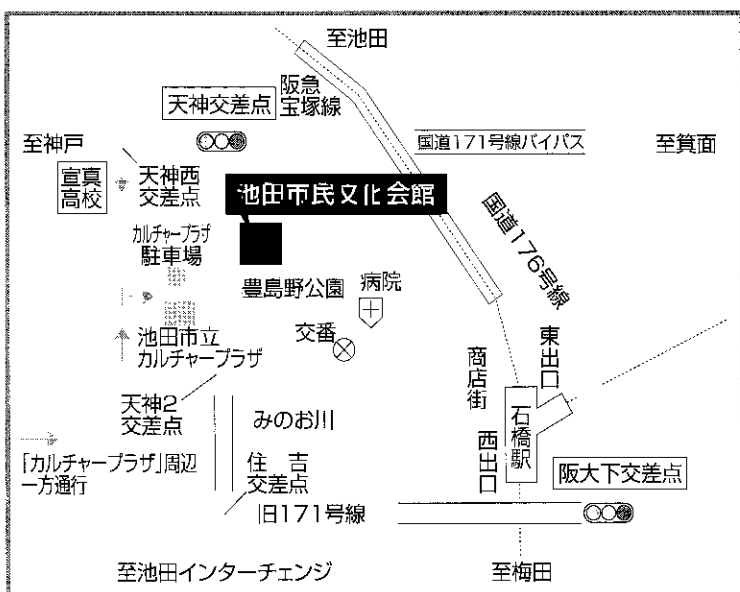 至池田
阪急
宝塚線
天神交差点
至神戸
国道171号線バイパス
至箕面
宣真
高校
天神西
交差点
池田市民文化会館
国道176号線
カルチャープラザ
駐車場
豊島野公園
病院
交番
池田市立
カルチャープラザ
東出口
商店街
天神2
交差点
みのお川
石橋駅
西出口
「カルチャープラザ」周辺
一方通行
住吉
交差点
阪大下交差点
旧171号線
至池田インターチェンジ
至梅田